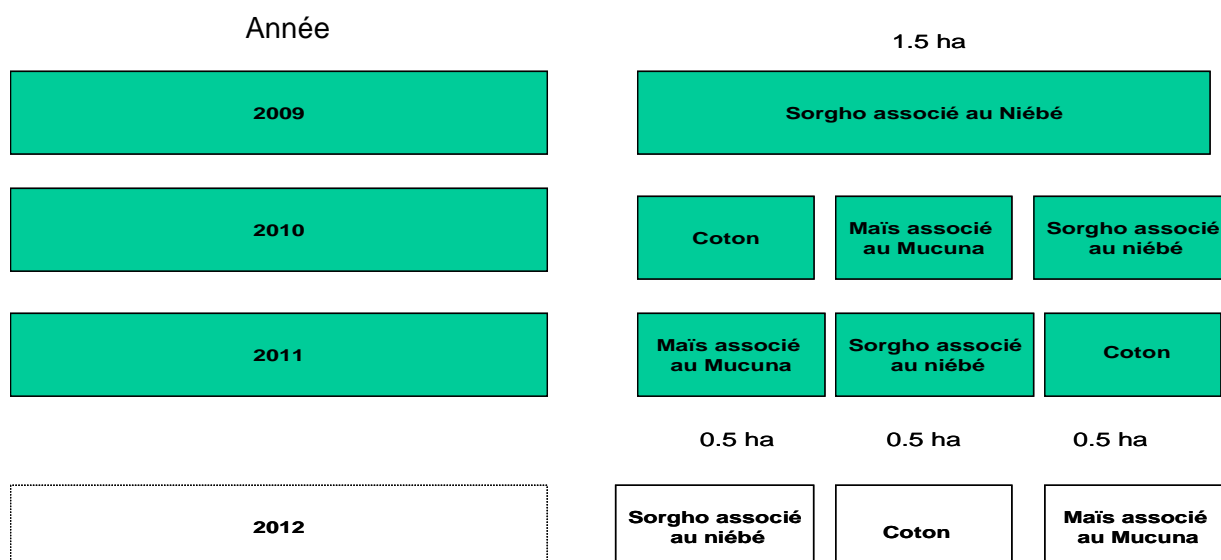 Année
1.5 ha
2009
Sorgho associé au Niébé
2010
Coton
Maïs associé
au Mucuna
Sorgho associé
au niébé
2011
Maïs associé
au Mucuna
Sorgho associé
au niébé
Coton
0.5 ha
0.5 ha
0.5 ha
2012
Sorgho associé
au niébé
Coton
Maïs associé
au Mucuna